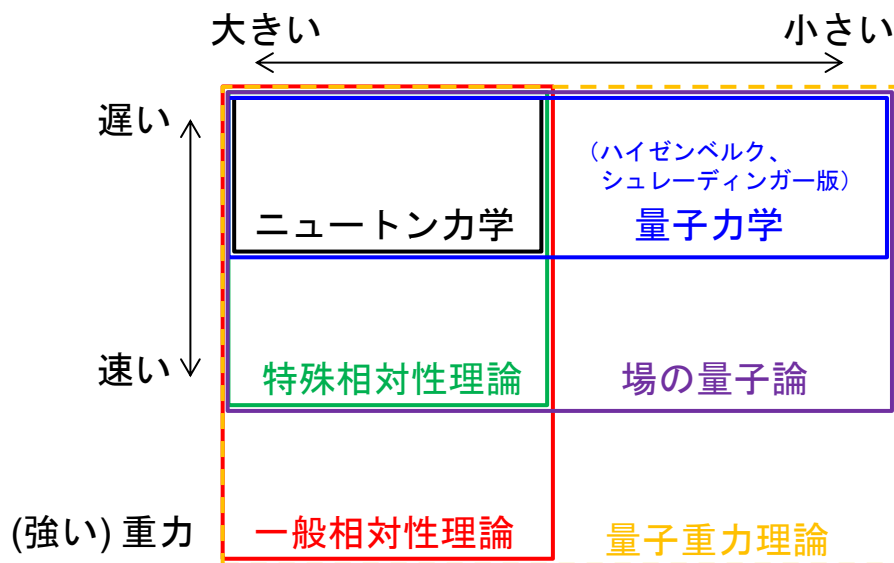 大きい
小さい
遅い
(ハイゼンベルク、
シュレーディンガー版)
ニュートン力学
量子力学
速い
特殊相対性理論
場の量子論
(強い) 重力
一般相対性理論
量子重力理論